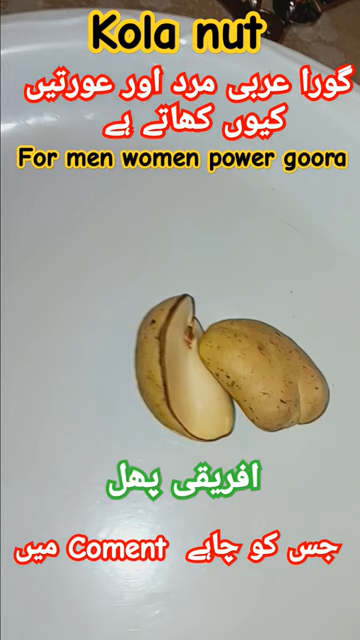 Kola nut
گورا عربی مرد اور عورتیں
کیوں کھاتے ہے
For men women power goora
افریقی پھل
جس کو چاہے Coment میں